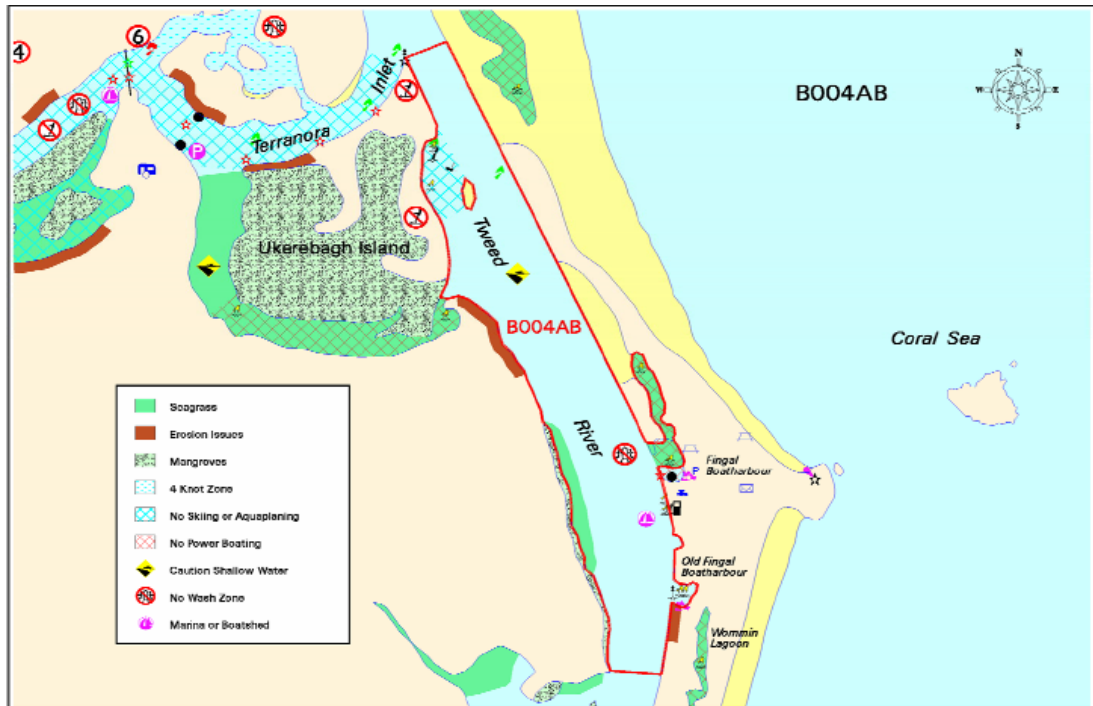 4
6
B004AB
N
W
E
S
Inlet
Terranora
P
Ukerebagh Island
Tweed
B004AB
Coral Sea
River
Fingal
Boatharbour
P
Old Fingal
Boatharbour
Wommin
Lagoon
Seagrass
Erosion Issues
Mangroves
4 Knot Zone
No Skiing or Aquaplaning
No Power Boating
Caution Shallow Water
No Wash Zone
Marina or Boatshed